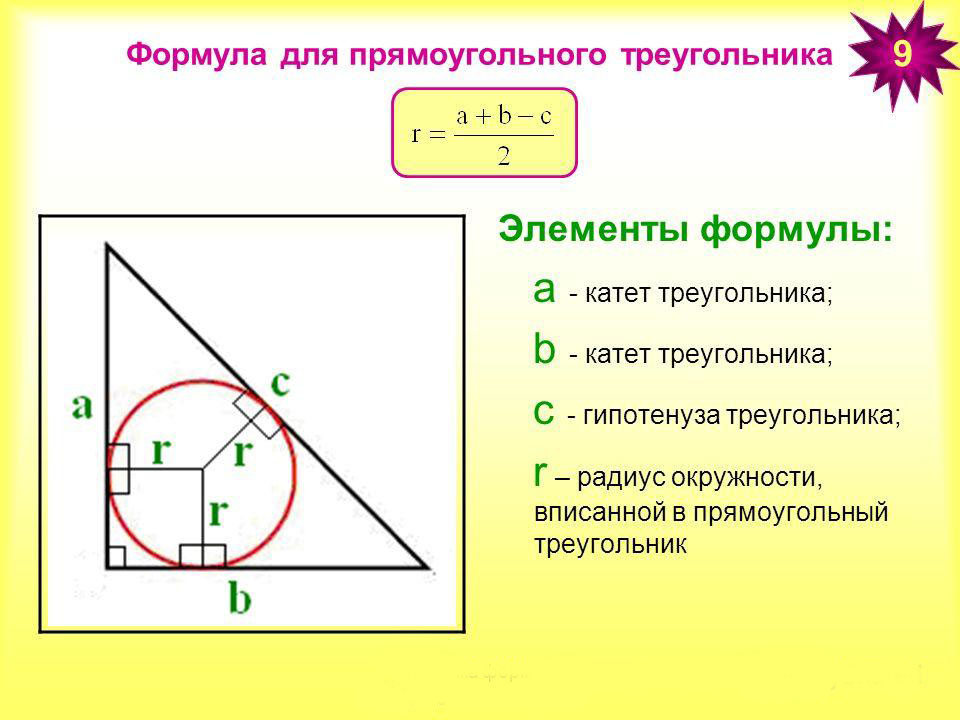 Формула для прямоугольного треугольника
9
r = (a + b − c) / 2
Элементы формулы:
a - катет треугольника;
b - катет треугольника;
c - гипотенуза треугольника;
r – радиус окружности,
вписанной в прямоугольный
треугольник
a
c
r
r
r
b